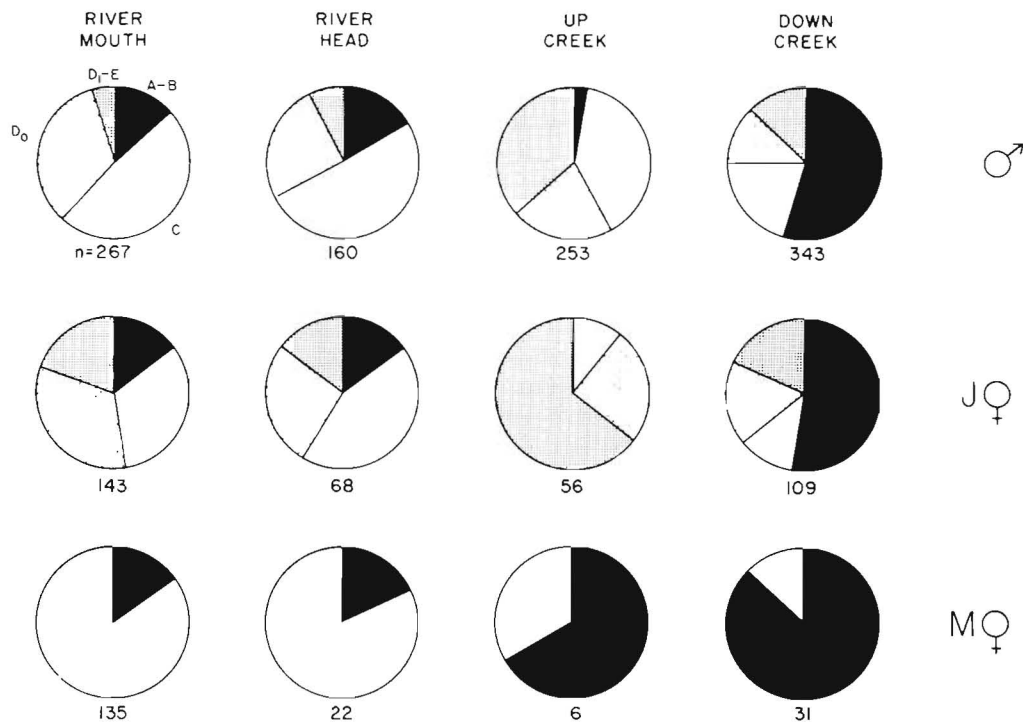 RIVER MOUTH
RIVER HEAD
UP CREEK
DOWN CREEK
D₁-E
A-B
D₀
C
n=267
160
253
343
♂
143
68
56
109
J♀
135
22
6
31
M♀